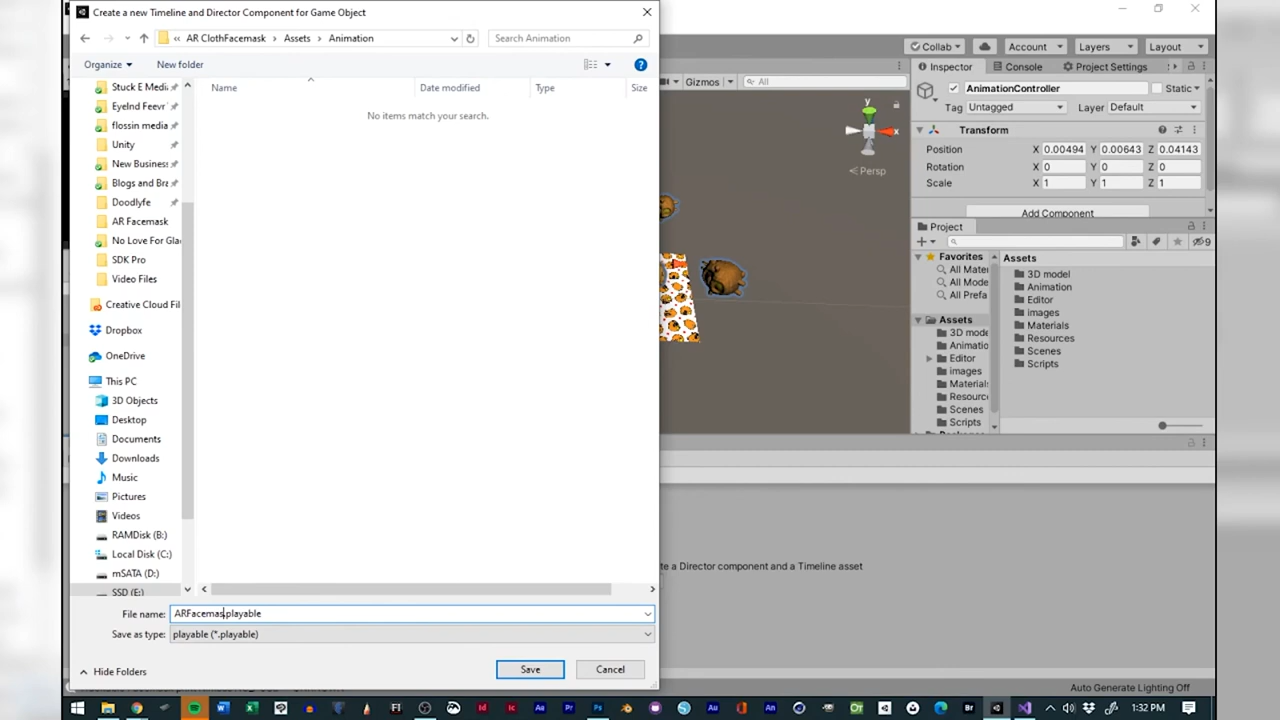 Create a new Timeline and Director Component for Game Object
« AR ClothFacemask > Assets > Animation
Search Animation
Organize
New folder
Name
Date modified
Type
Size
No items match your search.
Stuck E Media
EyeInd Feevr
flossin media
Unity
New Business
Blogs and Bra
Doodlyfe
AR Facemask
No Love For Gla
SDK Pro
Video Files
Creative Cloud Fil
Dropbox
OneDrive
This PC
3D Objects
Desktop
Documents
Downloads
Music
Pictures
Videos
RAMDisk (B:)
Local Disk (C:)
mSATA (D:)
SSD (E:)
File name:
ARFacemas.playable
Save as type:
playable (*.playable)
Hide Folders
Save
Cancel
Collab
Account
Layers
Layout
Gizmos
All
y
x
Persp
Inspector
Console
Project Settings
AnimationController
Static
Tag Untagged
Layer Default
Transform
Position X 0.00494 Y 0.00643 Z 0.04143
Rotation X 0 Y 0 Z 0
Scale X 1 Y 1 Z 1
Add Component
Project
9
Favorites
All Mater
All Mode
All Prefa
Assets
3D mode
Animatio
Editor
images
Material
Resourc
Scenes
Scripts
Assets
3D model
Animation
Editor
images
Materials
Resources
Scenes
Scripts
te a Director component and a Timeline asset
Auto Generate Lighting Off
1:32 PM